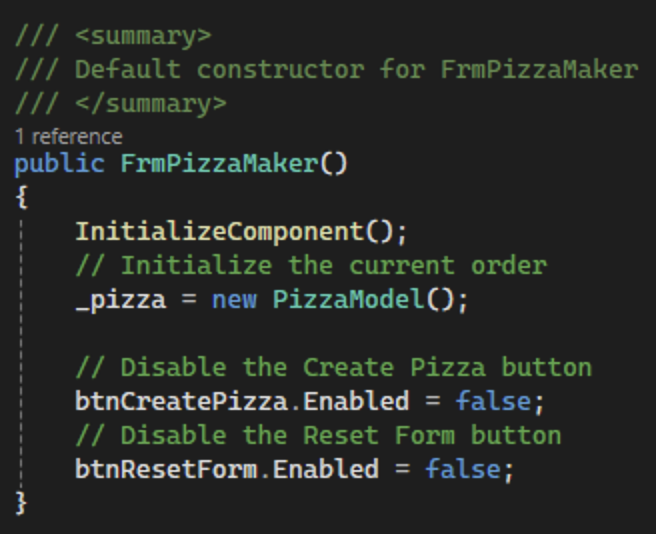 /// <summary>
/// Default constructor for FrmPizzaMaker
/// </summary>
1 reference
public FrmPizzaMaker()
{
    InitializeComponent();
    // Initialize the current order
    _pizza = new PizzaModel();

    // Disable the Create Pizza button
    btnCreatePizza.Enabled = false;
    // Disable the Reset Form button
    btnResetForm.Enabled = false;
}